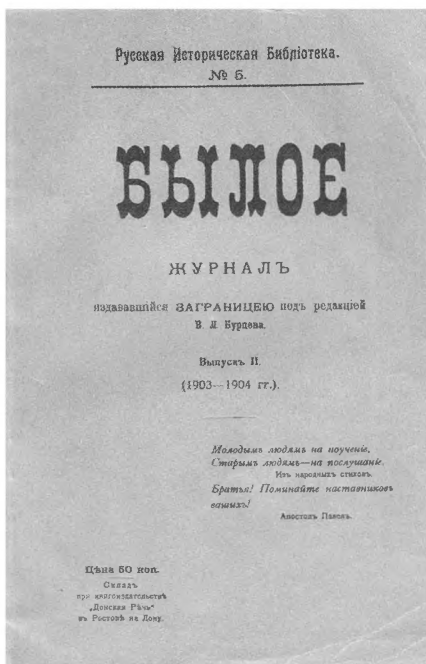 Русская Историческая Библіотека.
№ 5.
БЫЛОЕ
ЖУРНАЛЪ
издававшійся ЗАГРАНИЦЕЮ подъ редакціей
В. Л Бурцева.
Выпускъ II.
(1903—1904 гг.).
Молодымъ людямъ на поученіе,
Старымъ людямъ—на послушаніе.
Изъ народныхъ стиховъ.
Братья! Поминайте наставниковъ
вашихъ!
Апостолъ Павелъ.
Цѣна 50 коп.
Складъ
при книгоиздательствѣ
„Донская Рѣчь“
въ Ростовѣ на Дону.